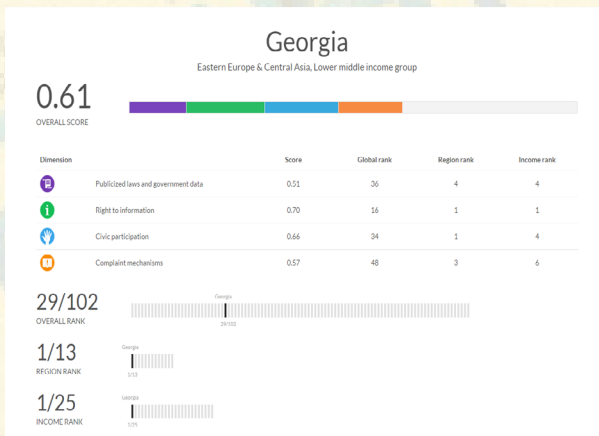 Georgia
Eastern Europe & Central Asia, Lower middle income group
0.61
OVERALL SCORE
Dimension Score Global rank Region rank Income rank
Publicized laws and government data 0.51 36 4 4
Right to information 0.70 16 1 1
Civic participation 0.66 34 1 4
Complaint mechanisms 0.57 48 3 6
29/102
OVERALL RANK
Georgia
29/102
1/13
REGION RANK
Georgia
1/13
1/25
INCOME RANK
Georgia
1/25